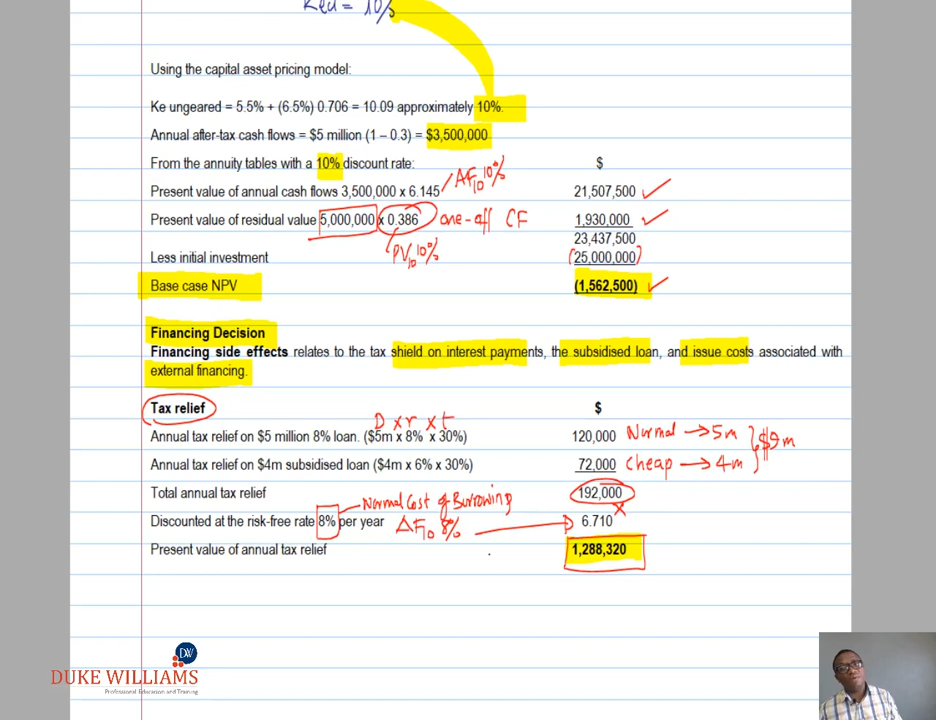 Keu = 10%
Using the capital asset pricing model:
Ke ungeared = 5.5% + (6.5%) 0.706 = 10.09 approximately 10%.
Annual after-tax cash flows = $5 million (1 – 0.3) = $3,500,000
From the annuity tables with a 10% discount rate: $
Present value of annual cash flows 3,500,000 x 6.145 AF10 10% 21,507,500
Present value of residual value 5,000,000 x 0.386 one-off CF 1,930,000
PV10 10% 23,437,500
Less initial investment (25,000,000)
Base case NPV (1,562,500)
Financing Decision
Financing side effects relates to the tax shield on interest payments, the subsidised loan, and issue costs associated with
external financing.
Tax relief $
D x r x t
Annual tax relief on $5 million 8% loan. ($5m x 8% x 30%) 120,000 Normal → 5m
$9m
Annual tax relief on $4m subsidised loan ($4m x 6% x 30%) 72,000 Cheap → 4m
Total annual tax relief 192,000
Normal Cost of Borrowing x
Discounted at the risk-free rate 8% per year AF10 8% 6.710
Present value of annual tax relief 1,288,320
DW
DUKE WILLIAMS
Professional Education and Training